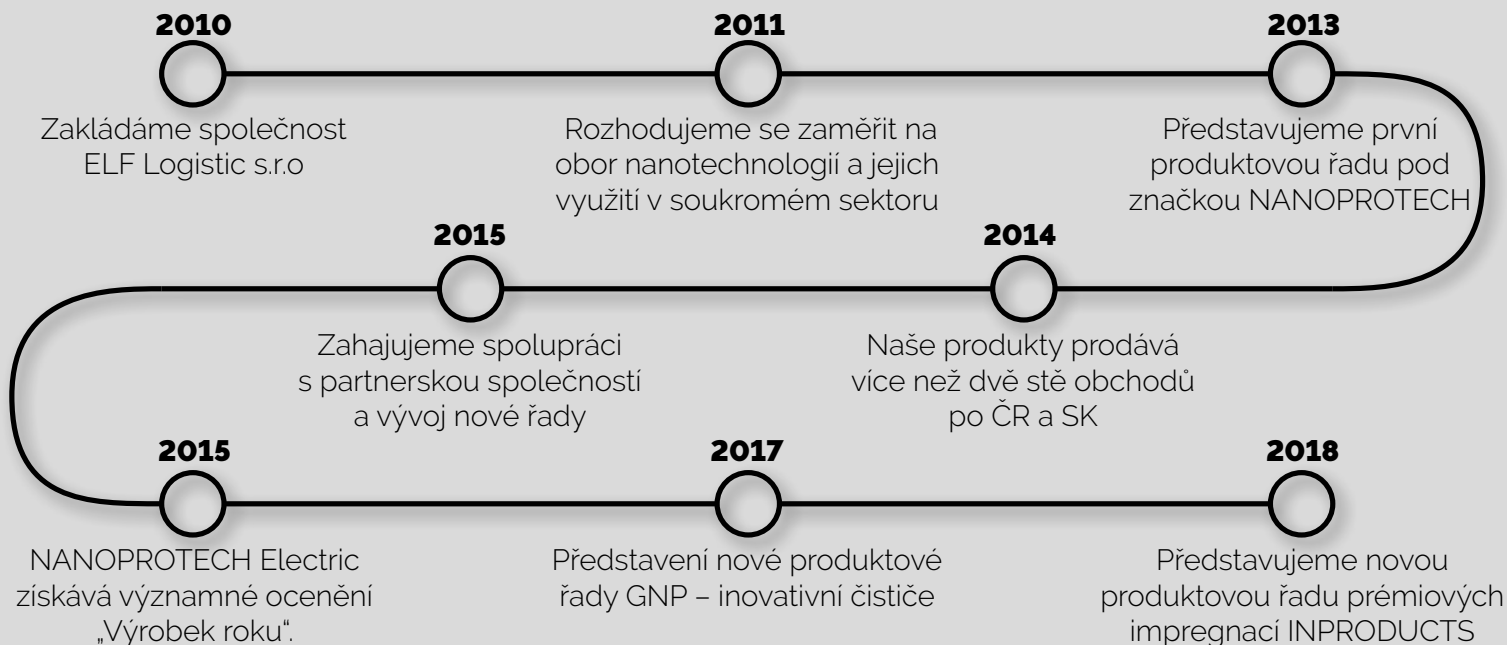 2010
Zakládáme společnost
ELF Logistic s.r.o
2011
Rozhodujeme se zaměřit na
obor nanotechnologií a jejich
využití v soukromém sektoru
2013
Představujeme první
produktovou řadu pod
značkou NANOPROTECH
2014
Naše produkty prodává
více než dvě stě obchodů
po ČR a SK
2015
Zahajujeme spolupráci
s partnerskou společností
a vývoj nové řady
2015
NANOPROTECH Electric
získává významné ocenění
„Výrobek roku“.
2017
Představení nové produktové
řady GNP – inovativní čističe
2018
Představujeme novou
produktovou řadu prémiových
impregnací INPRODUCTS